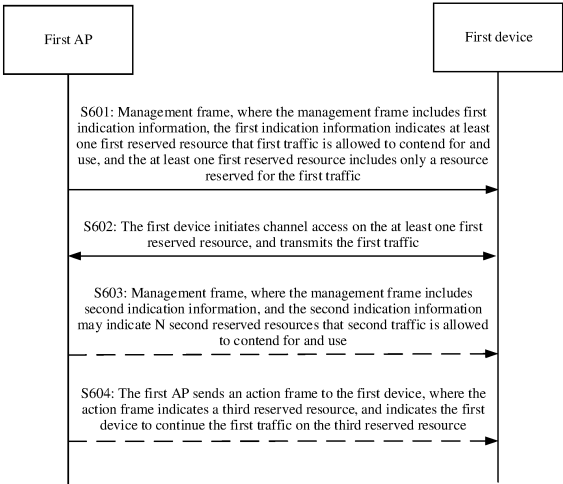 First AP
First device
S601: Management frame, where the management frame includes first
indication information, the first indication information indicates at least
one first reserved resource that first traffic is allowed to contend for and
use, and the at least one first reserved resource includes only a resource
reserved for the first traffic
S602: The first device initiates channel access on the at least one first
reserved resource, and transmits the first traffic
S603: Management frame, where the management frame includes
second indication information, and the second indication information
may indicate N second reserved resources that second traffic is allowed
to contend for and use
S604: The first AP sends an action frame to the first device, where the
action frame indicates a third reserved resource, and indicates the first
device to continue the first traffic on the third reserved resource